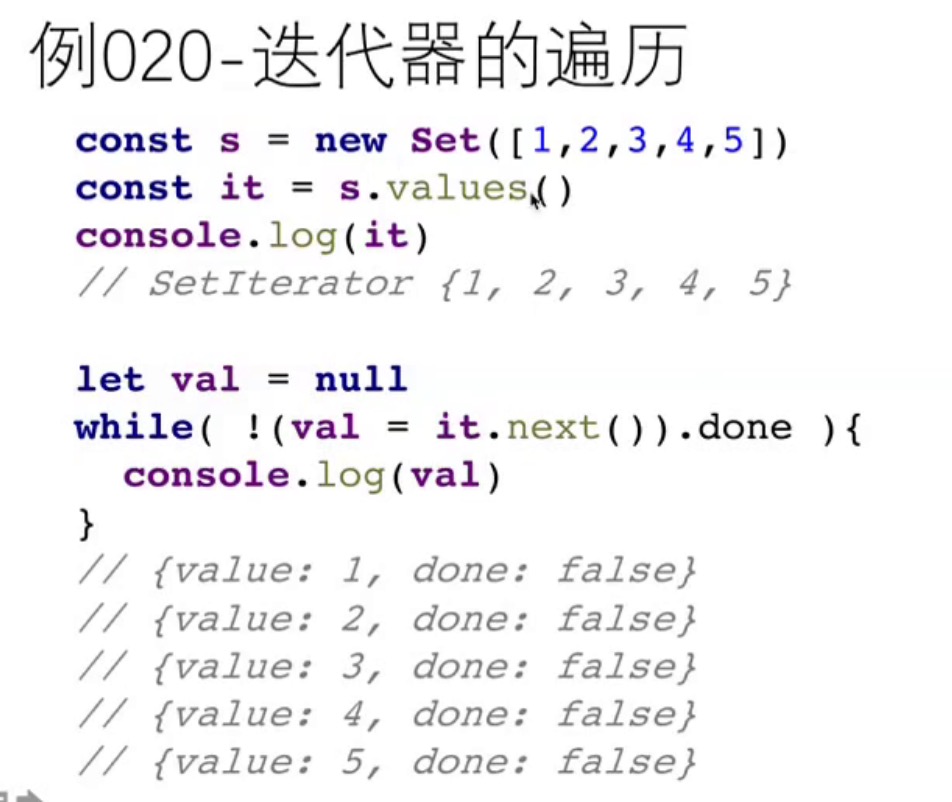 例020-迭代器的遍历
const s = new Set([1,2,3,4,5])
const it = s.values()
console.log(it)
// SetIterator {1, 2, 3, 4, 5}
let val = null
while( !(val = it.next()).done ){
  console.log(val)
}
// {value: 1, done: false}
// {value: 2, done: false}
// {value: 3, done: false}
// {value: 4, done: false}
// {value: 5, done: false}